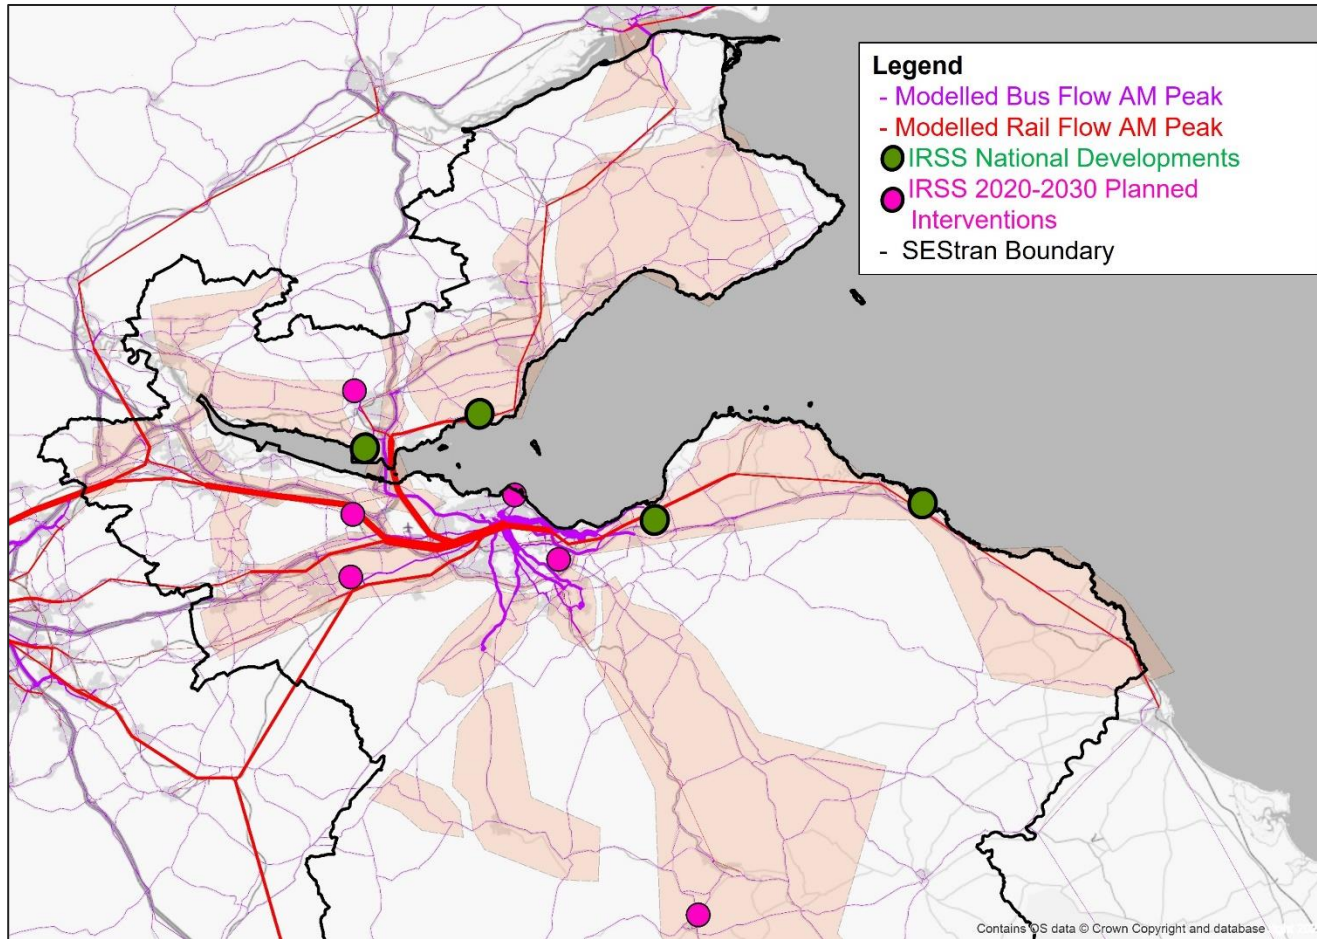 Legend
- Modelled Bus Flow AM Peak
- Modelled Rail Flow AM Peak
IRSS National Developments
IRSS 2020-2030 Planned
Interventions
- SEStran Boundary
Contains OS data © Crown Copyright and database